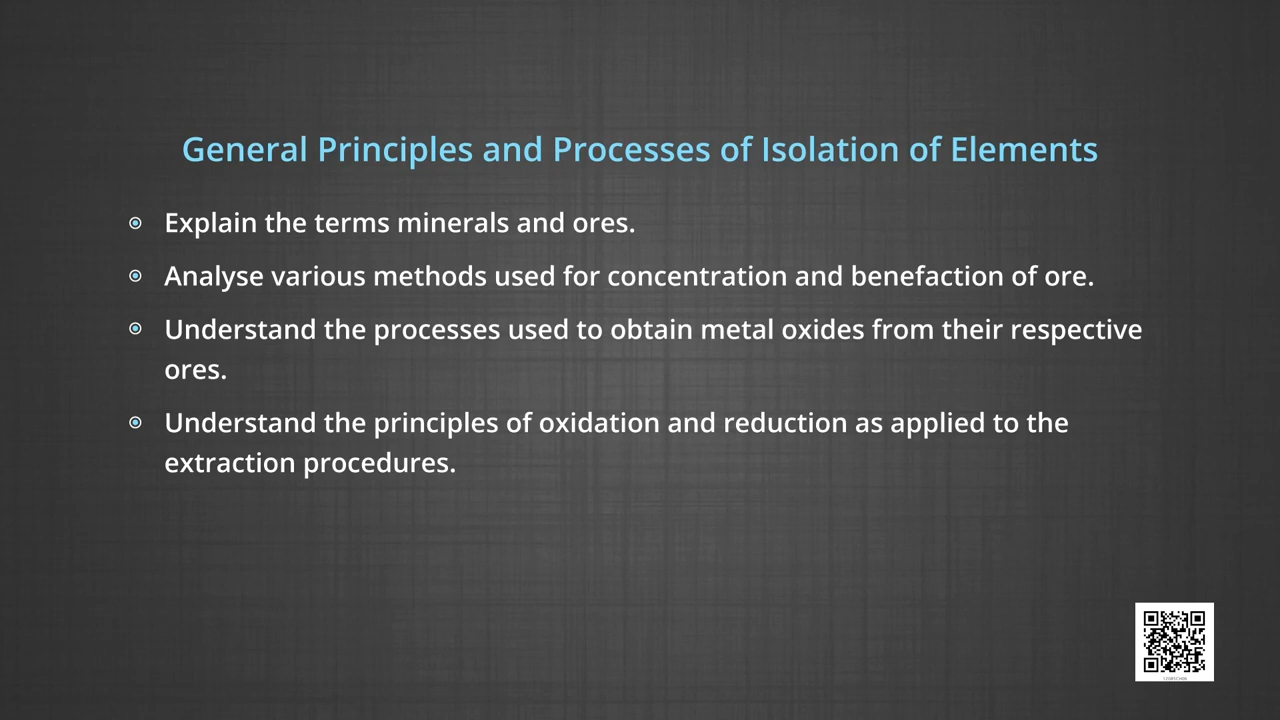 General Principles and Processes of Isolation of Elements
Explain the terms minerals and ores.
Analyse various methods used for concentration and benefaction of ore.
Understand the processes used to obtain metal oxides from their respective
ores.
Understand the principles of oxidation and reduction as applied to the
extraction procedures.